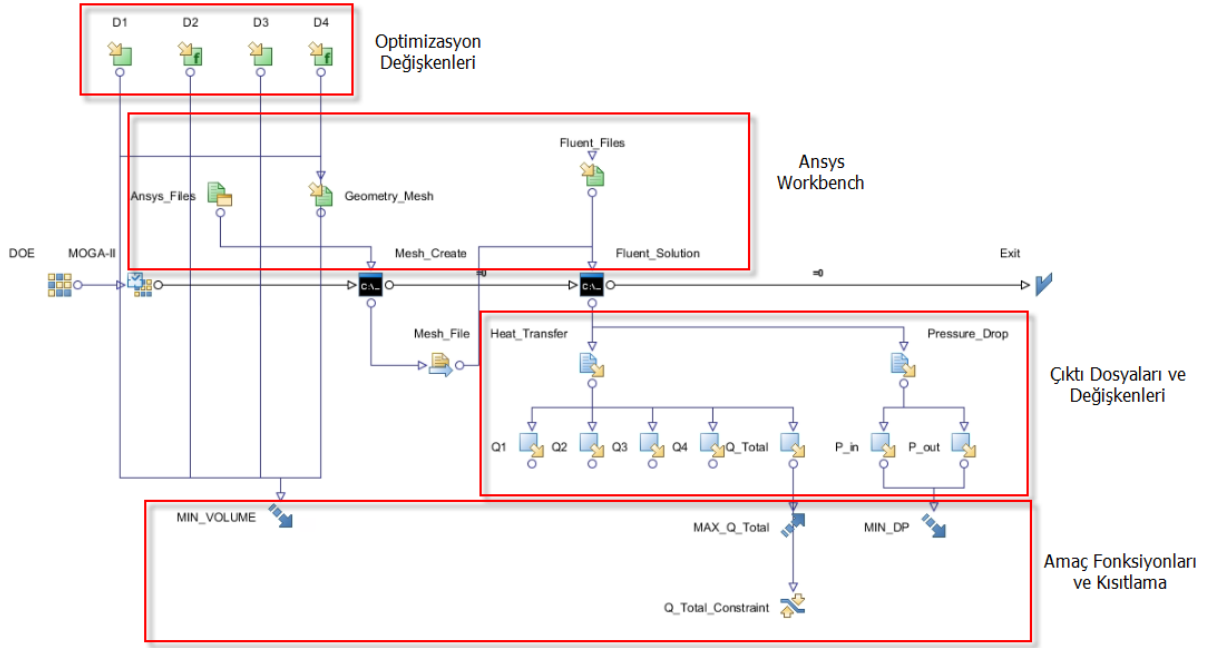 D1 D2 D3 D4
f f
Optimizasyon
Değişkenleri
Fluent_Files
Ansys
Workbench
Ansys_Files Geometry_Mesh
DOE MOGA-II Mesh_Create Fluent_Solution Exit
C:\_ C:\_
Mesh_File Heat_Transfer Pressure_Drop
Çıktı Dosyaları ve
Değişkenleri
Q1 Q2 Q3 Q4 Q_Total P_in P_out
MIN_VOLUME MAX_Q_Total MIN_DP
Amaç Fonksiyonları
ve Kısıtlama
Q_Total_Constraint